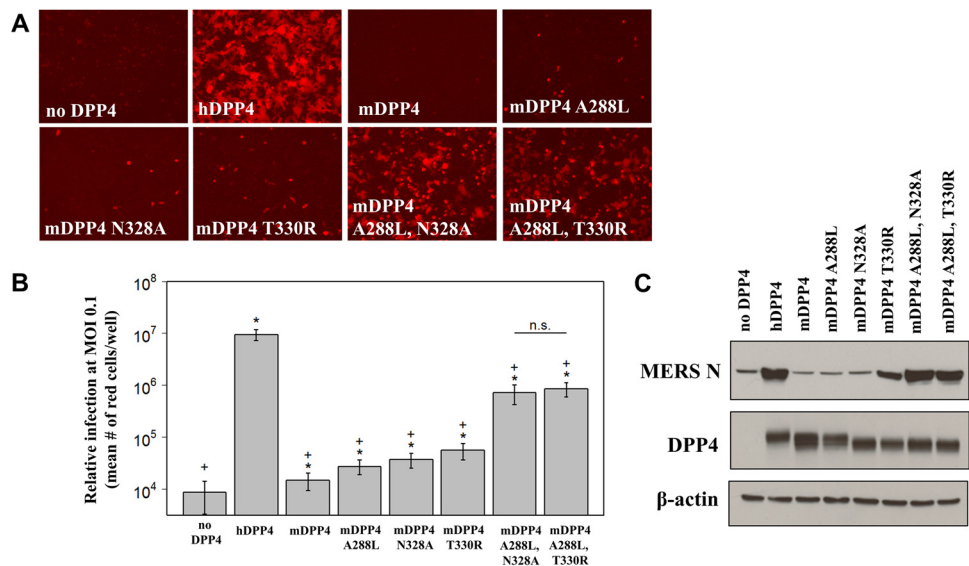 A
no DPP4
hDPP4
mDPP4
mDPP4 A288L
mDPP4 N328A
mDPP4 T330R
mDPP4
A288L, N328A
mDPP4
A288L, T330R
B
Relative infection at MOI 0.1
(mean # of red cells/well)
10⁸
10⁷
10⁶
10⁵
10⁴
+
*
+
*
+
*
+
*
+
*
+
*
+
*
n.s.
no
DPP4
hDPP4
mDPP4
mDPP4
A288L
mDPP4
N328A
mDPP4
T330R
mDPP4
A288L,
N328A
mDPP4
A288L,
T330R
C
no DPP4
hDPP4
mDPP4
mDPP4 A288L
mDPP4 N328A
mDPP4 T330R
mDPP4 A288L, N328A
mDPP4 A288L, T330R
MERS N
DPP4
β-actin